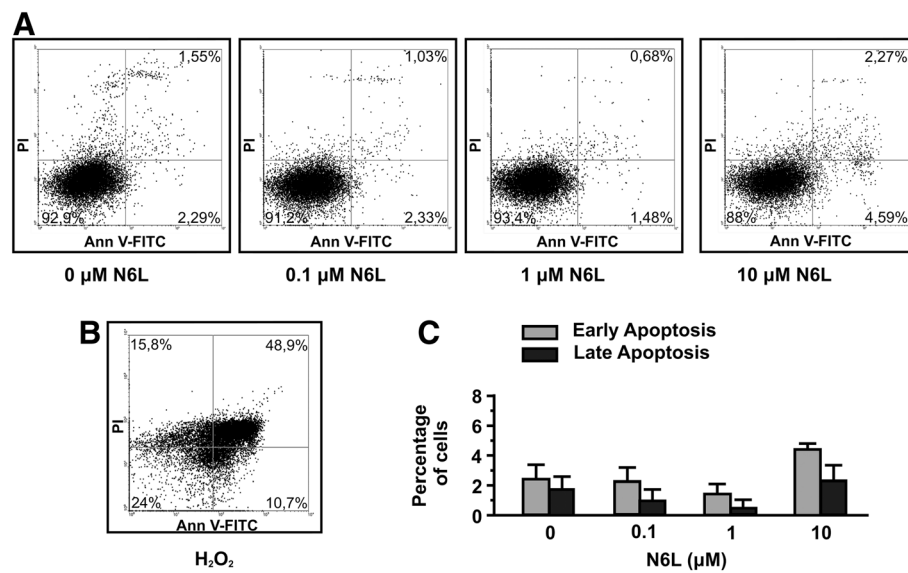 A
1,55%
PI
92,9%
2,29%
Ann V-FITC
0 µM N6L
1,03%
PI
91,2%
2,33%
Ann V-FITC
0.1 µM N6L
0,68%
PI
93,4%
1,48%
Ann V-FITC
1 µM N6L
2,27%
PI
88%
4,59%
Ann V-FITC
10 µM N6L
B
15,8%
48,9%
PI
24%
10,7%
Ann V-FITC
H₂O₂
C
Early Apoptosis
Late Apoptosis
Percentage
of cells
8
6
4
2
0
0 0.1 1 10
N6L (µM)